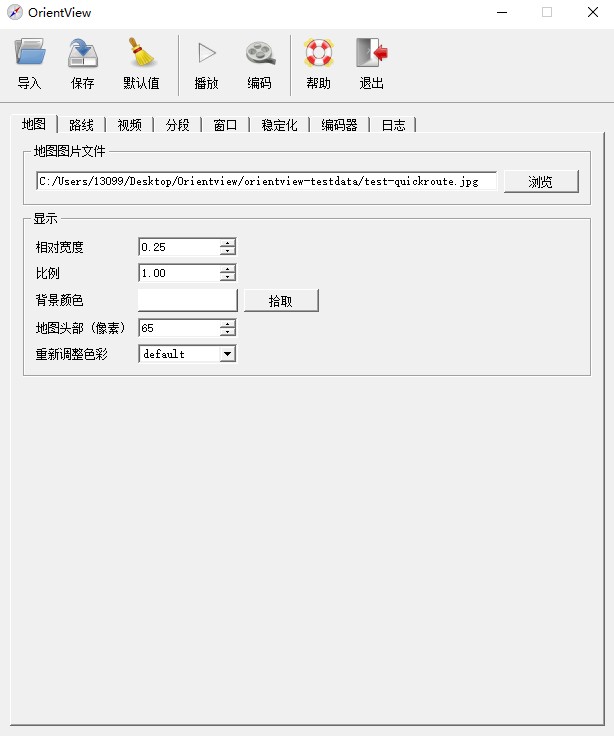 OrientView
导入 保存 默认值 播放 编码 帮助 退出
地图 路线 视频 分段 窗口 稳定化 编码器 日志
地图图片文件
C:/Users/13099/Desktop/Orientview/orientview-testdata/test-quickroute.jpg 浏览
显示
相对宽度 0.25
比例 1.00
背景颜色 拾取
地图头部（像素） 65
重新调整色彩 default